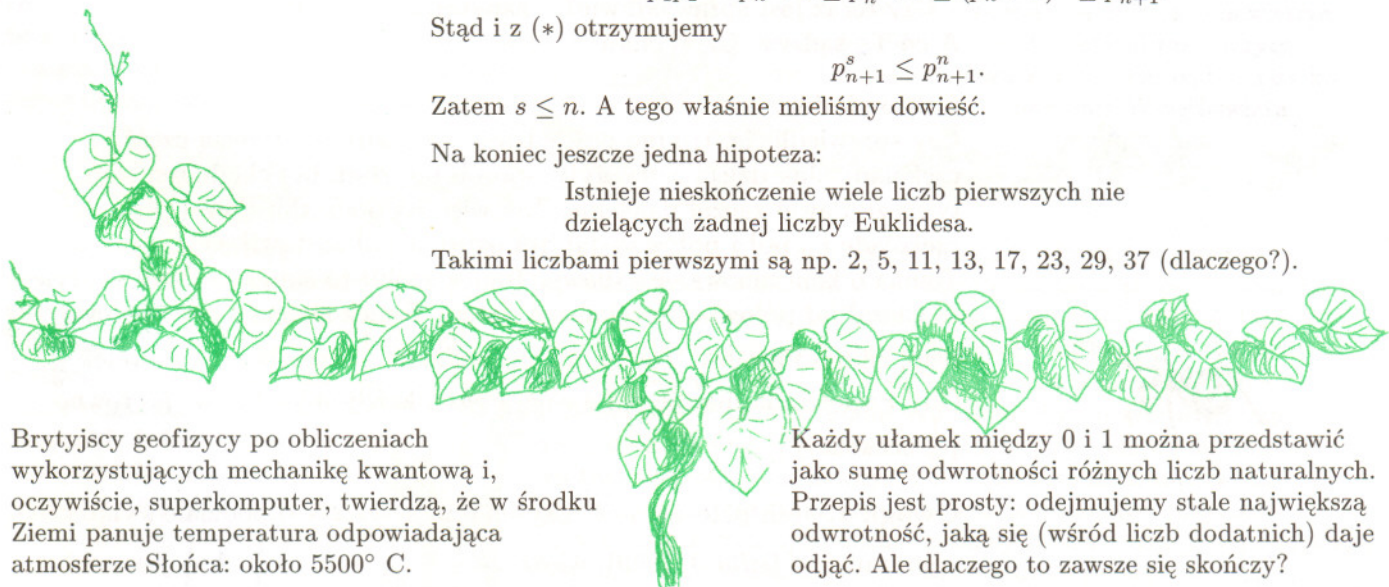 Stąd i z (∗) otrzymujemy
p^s_{n+1} ≤ p^n_{n+1}.
Zatem s ≤ n. A tego właśnie mieliśmy dowieść.
Na koniec jeszcze jedna hipoteza:
Istnieje nieskończenie wiele liczb pierwszych nie
dzielących żadnej liczby Euklidesa.
Takimi liczbami pierwszymi są np. 2, 5, 11, 13, 17, 23, 29, 37 (dlaczego?).
Brytyjscy geofizycy po obliczeniach
wykorzystujących mechanikę kwantową i,
oczywiście, superkomputer, twierdzą, że w środku
Ziemi panuje temperatura odpowiadająca
atmosferze Słońca: około 5500° C.
Każdy ułamek między 0 i 1 można przedstawić
jako sumę odwrotności różnych liczb naturalnych.
Przepis jest prosty: odejmujemy stale największą
odwrotność, jaką się (wśród liczb dodatnich) daje
odjąć. Ale dlaczego to zawsze się skończy?